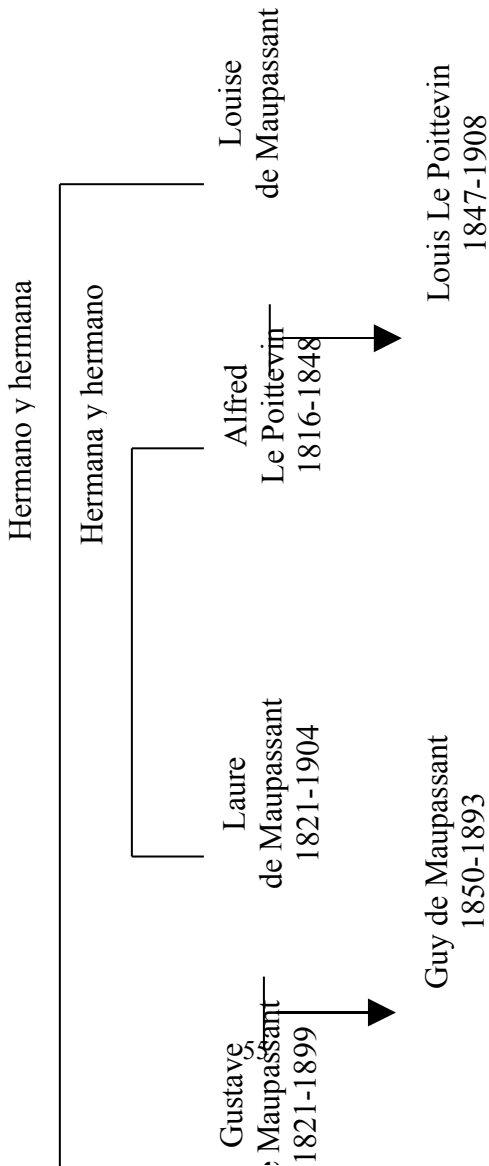 Hermano y hermana
Hermana y hermano
Gustave
e Maupassant
1821-1899
Laure
de Maupassant
1821-1904
Alfred
Le Poittevin
1816-1848
Louise
de Maupassant
Guy de Maupassant
1850-1893
Louis Le Poittevin
1847-1908
55